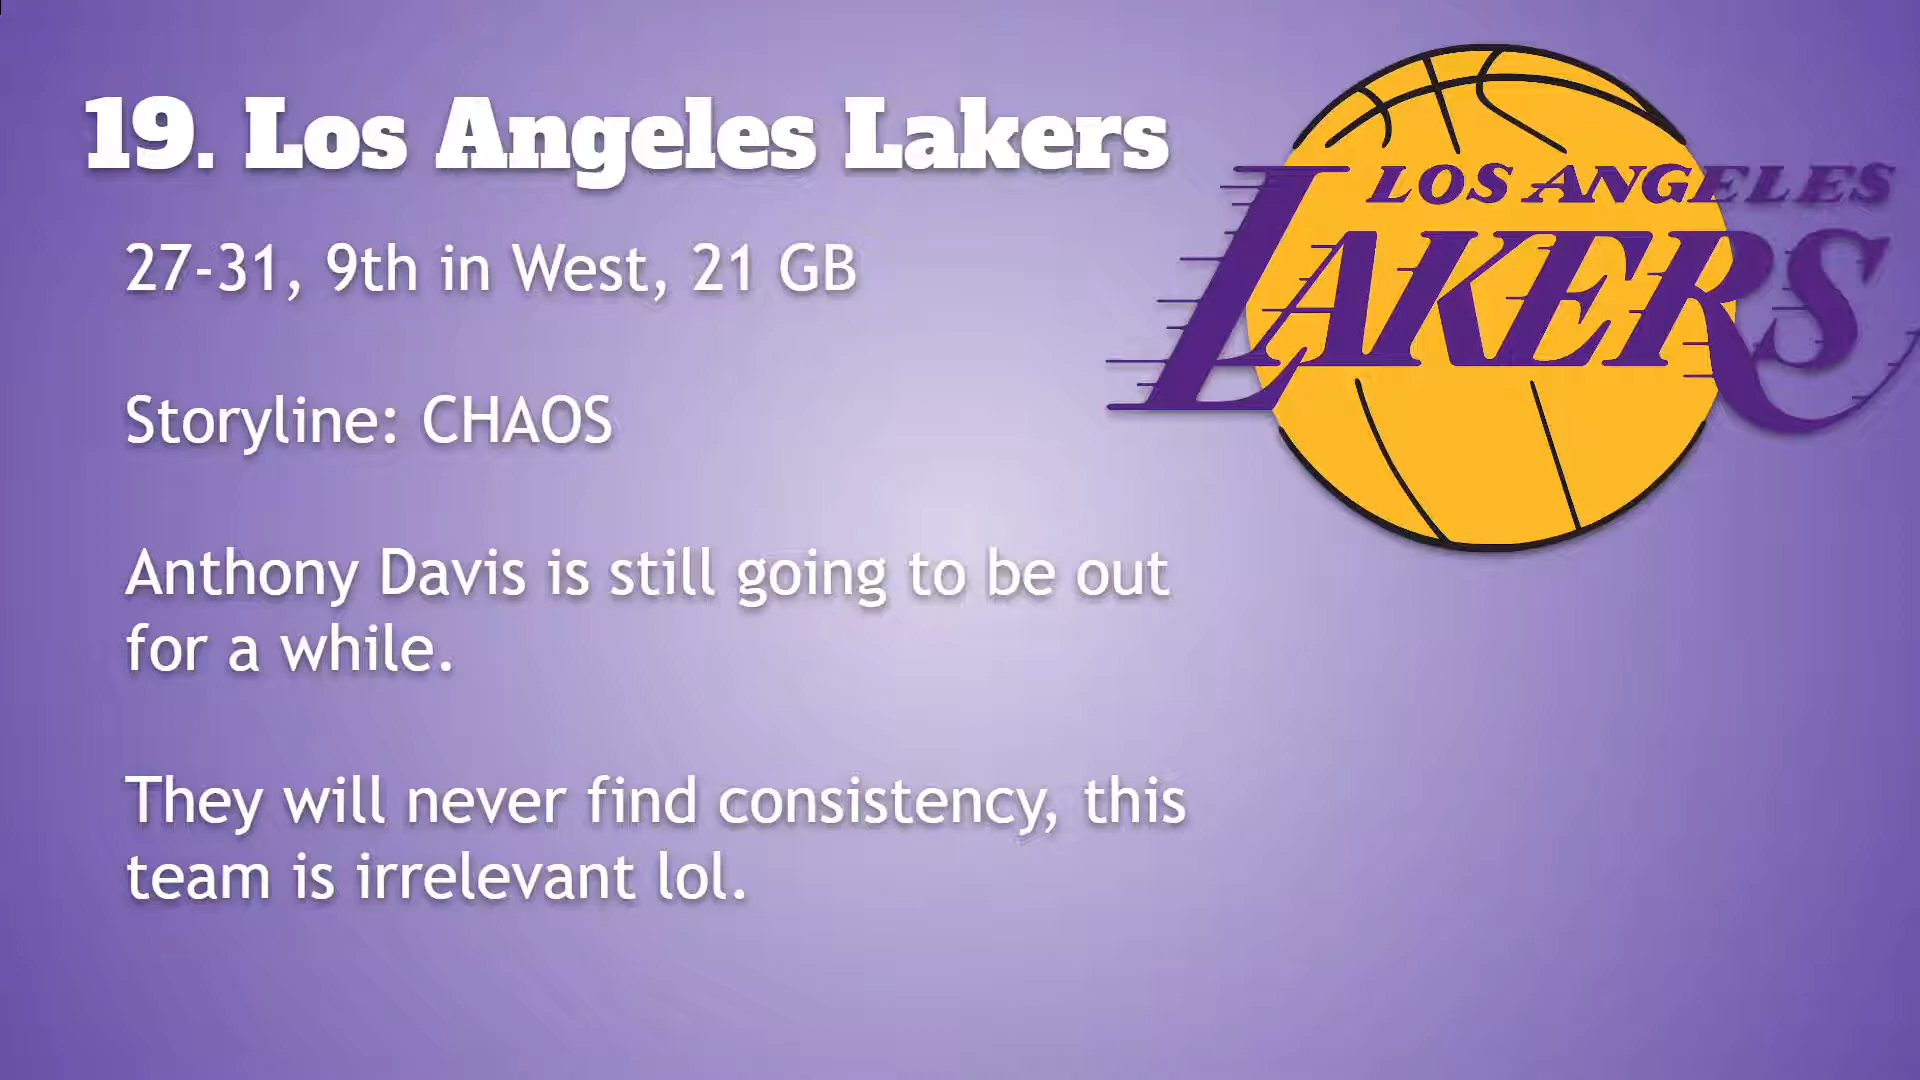 19. Los Angeles Lakers
LOS ANGELES
LAKERS
27-31, 9th in West, 21 GB
Storyline: CHAOS
Anthony Davis is still going to be out
for a while.
They will never find consistency, this
team is irrelevant lol.